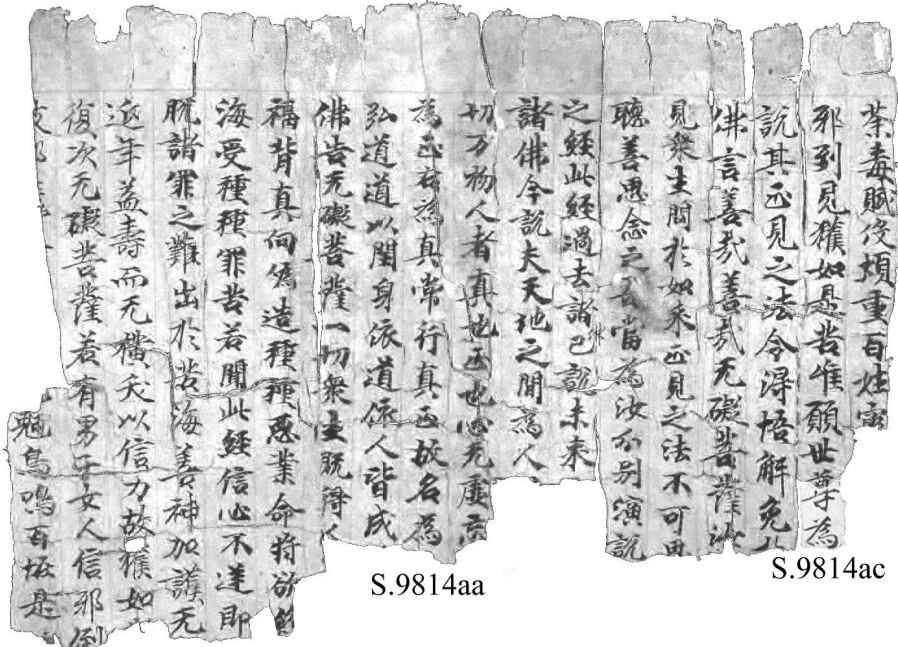 荼毒賦役煩重百姓
邪到見獲如是苦唯願世尊為
說其正見之法令得悟解免
佛言善哉善哉无礙菩薩汝
見衆生聞於如來正見之法不可思
聽善思念之吾當為汝分別演說
之經此經過去諸已說未來
諸佛今說夫天地之間為人
切万物人者真也正也心无虛妄
為正右為真常行真正故名為
弘道道以閏身依道依人皆成
佛告无礙菩薩一切衆生既得人
福背真向偽造種種惡業命將欲終
海受種種罪苦若聞此經信心不逆即
脫諸罪之難出於苦海善神加護无
延年益壽而无橫夭以信力故獲如
復次无礙菩薩若有男子女人信邪倒
魅鳥鳴百恠是
S.9814aa
S.9814ac